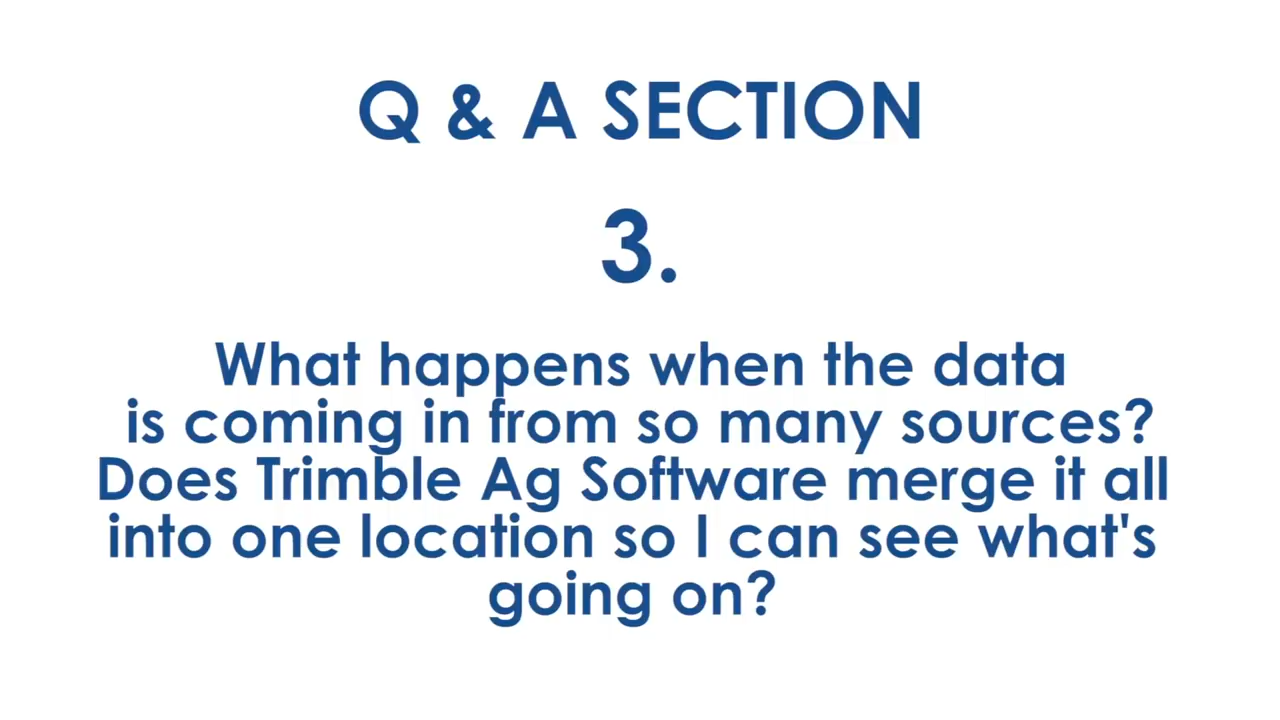 Q & A SECTION
3.
What happens when the data
is coming in from so many sources?
Does Trimble Ag Software merge it all
into one location so I can see what's
going on?